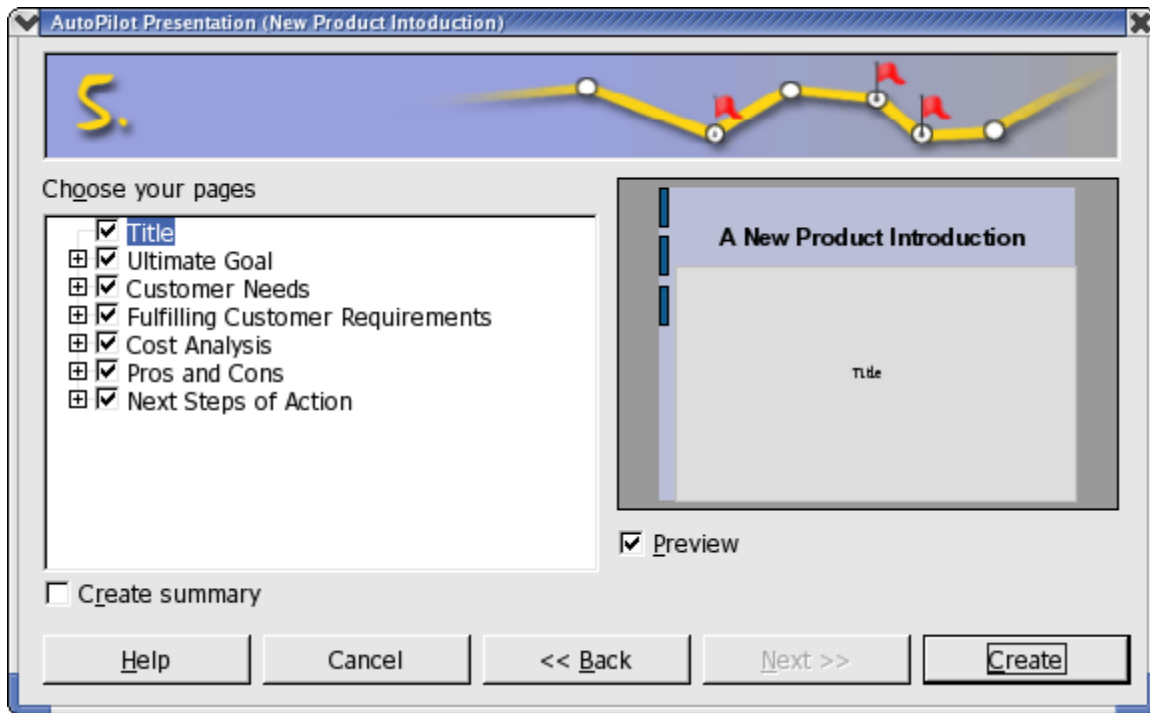 AutoPilot Presentation (New Product Intoduction)
5.
Choose your pages
Title
Ultimate Goal
Customer Needs
Fulfilling Customer Requirements
Cost Analysis
Pros and Cons
Next Steps of Action
A New Product Introduction
Title
Preview
Create summary
Help
Cancel
<< Back
Next >>
Create